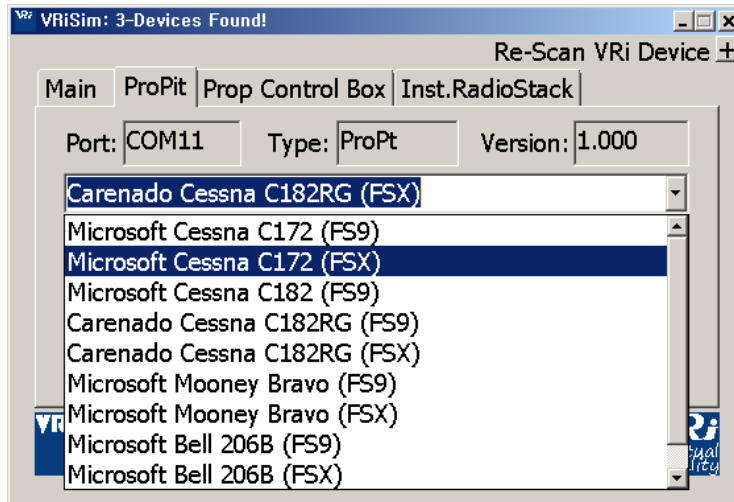 VRi VRiSim: 3-Devices Found!
Re-Scan VRi Device +
Main ProPit Prop Control Box Inst.RadioStack
Port: COM11 Type: ProPt Version: 1.000
Carenado Cessna C182RG (FSX)
Microsoft Cessna C172 (FS9)
Microsoft Cessna C172 (FSX)
Microsoft Cessna C182 (FS9)
Carenado Cessna C182RG (FS9)
Carenado Cessna C182RG (FSX)
Microsoft Mooney Bravo (FS9)
Microsoft Mooney Bravo (FSX)
Microsoft Bell 206B (FS9)
Microsoft Bell 206B (FSX)